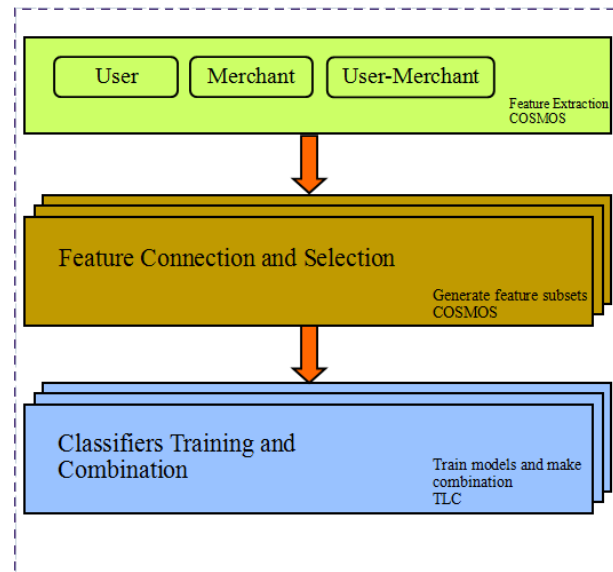 User Merchant User-Merchant
Feature Extraction
COSMOS
Feature Connection and Selection
Generate feature subsets
COSMOS
Classifiers Training and
Combination
Train models and make
combination
TLC